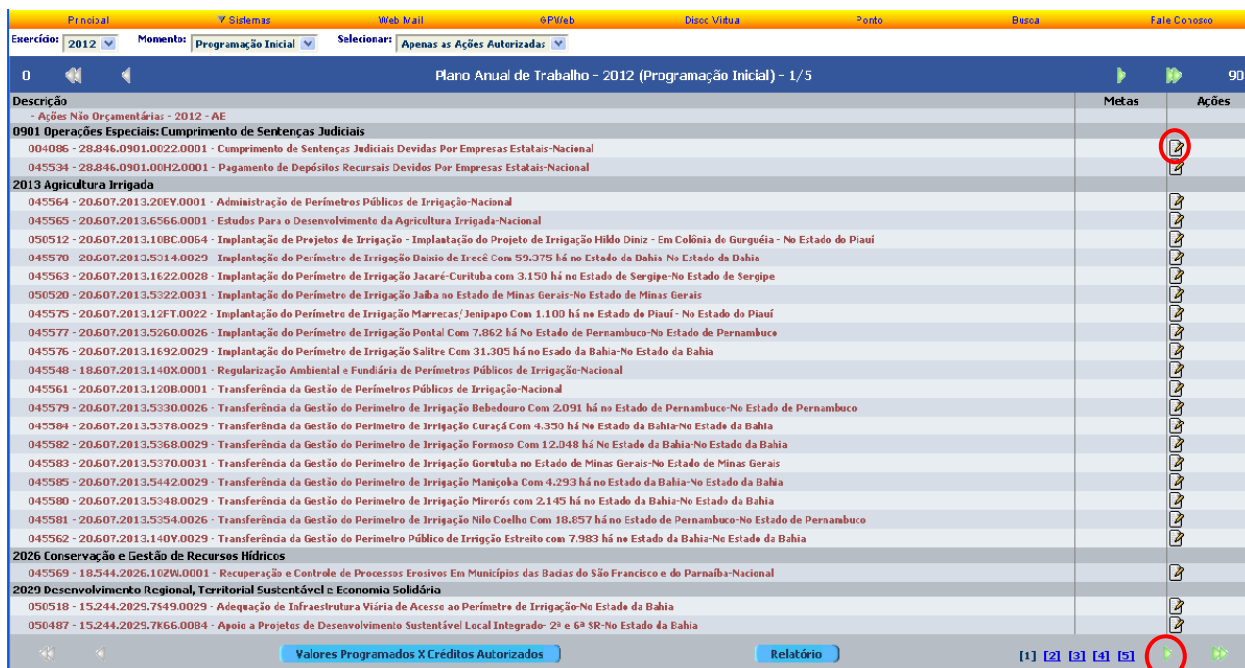 Principal Sistemas Web Mail GPWeb Disco Virtual Ponto Busca Fale Conosco
Exercício: 2012 Momento: Programação Inicial Selecionar: Apenas as Ações Autorizadas
0 Plano Anual de Trabalho - 2012 (Programação Inicial) - 1/5 90
Descrição Metas Ações
- Ações Não Orçamentárias - 2012 - AE
0901 Operações Especiais: Cumprimento de Sentenças Judiciais
004086 - 28.846.0901.0022.0001 - Cumprimento de Sentenças Judiciais Devidas Por Empresas Estatais-Nacional
045534 - 28.846.0901.00H2.0001 - Pagamento de Depósitos Recursais Devidos Por Empresas Estatais-Nacional
2013 Agricultura Irrigada
045564 - 20.607.2013.20EY.0001 - Administração de Perímetros Públicos de Irrigação-Nacional
045565 - 20.607.2013.6566.0001 - Estudos Para o Desenvolvimento da Agricultura Irrigada-Nacional
050512 - 20.607.2013.10BC.0064 - Implantação de Projetos de Irrigação - Implantação do Projeto de Irrigação Hildo Diniz - Em Colônia do Gurguéia - No Estado do Piauí
045570 - 20.607.2013.5314.0029 - Implantação do Perímetro de Irrigação Baixio de Irecê Com 59.375 há no Estado da Bahia-No Estado da Bahia
045563 - 20.607.2013.1622.0028 - Implantação do Perímetro de Irrigação Jacaré-Curituba com 3.150 há no Estado de Sergipe-No Estado de Sergipe
050520 - 20.607.2013.5322.0031 - Implantação do Perímetro de Irrigação Jaíba no Estado de Minas Gerais-No Estado de Minas Gerais
045575 - 20.607.2013.12FT.0022 - Implantação do Perímetro de Irrigação Marrecas/Jenipapo Com 1.100 há no Estado do Piauí - No Estado do Piauí
045577 - 20.607.2013.5260.0026 - Implantação do Perímetro de Irrigação Pontal Com 7.862 há No Estado de Pernambuco-No Estado de Pernambuco
045576 - 20.607.2013.1692.0029 - Implantação do Perímetro de Irrigação Salitre Com 31.305 há no Esado da Bahia-No Estado da Bahia
045548 - 18.607.2013.140X.0001 - Regularização Ambiental e Fundiária de Perímetros Públicos de Irrigação-Nacional
045561 - 20.607.2013.120B.0001 - Transferência da Gestão de Perímetros Públicos de Irrigação-Nacional
045579 - 20.607.2013.5330.0026 - Transferência da Gestão do Perimetro de Irrigação Bebedouro Com 2.091 há no Estado de Pernambuco-No Estado de Pernambuco
045584 - 20.607.2013.5378.0029 - Transferência da Gestão do Perimetro de Irrigação Curaçá Com 4.350 há No Estado da Bahia-No Estado da Bahia
045582 - 20.607.2013.5368.0029 - Transferência da Gestão do Perimetro de Irrigação Formoso Com 12.048 há No Estado da Bahia-No Estado da Bahia
045583 - 20.607.2013.5370.0031 - Transferência da Gestão do Perimetro de Irrigação Gorutuba no Estado de Minas Gerais-No Estado de Minas Gerais
045585 - 20.607.2013.5442.0029 - Transferência da Gestão do Perimetro de Irrigação Maniçoba Com 4.293 há no Estado da Bahia-No Estado da Bahia
045580 - 20.607.2013.5348.0029 - Transferência da Gestão do Perimetro de Irrigação Mirorós com 2.145 há no Estado da Bahia-No Estado da Bahia
045581 - 20.607.2013.5354.0026 - Transferência da Gestão do Perimetro de Irrigação Nilo Coelho Com 18.857 há no Estado de Pernambuco-No Estado de Pernambuco
045562 - 20.607.2013.140Y.0029 - Transferência da Gestão do Perimetro Público de Irrigção Estreito com 7.983 há no Estado da Bahia-No Estado da Bahia
2026 Conservação e Gestão de Recursos Hídricos
045569 - 18.544.2026.10ZW.0001 - Recuperação e Controle de Processos Erosivos Em Municípios das Bacias do São Francisco e do Parnaíba-Nacional
2029 Desenvolvimento Regional, Territorial Sustentável e Economia Solidária
050518 - 15.244.2029.7S49.0029 - Adequação de Infraestrutura Viária de Acesso ao Perímetro de Irrigação-No Estado da Bahia
050487 - 15.244.2029.7K66.0084 - Apoio a Projetos de Desenvolvimento Sustentável Local Integrado- 2ª e 6ª SR-No Estado da Bahia
Valores Programados X Créditos Autorizados Relatório [1] [2] [3] [4] [5]